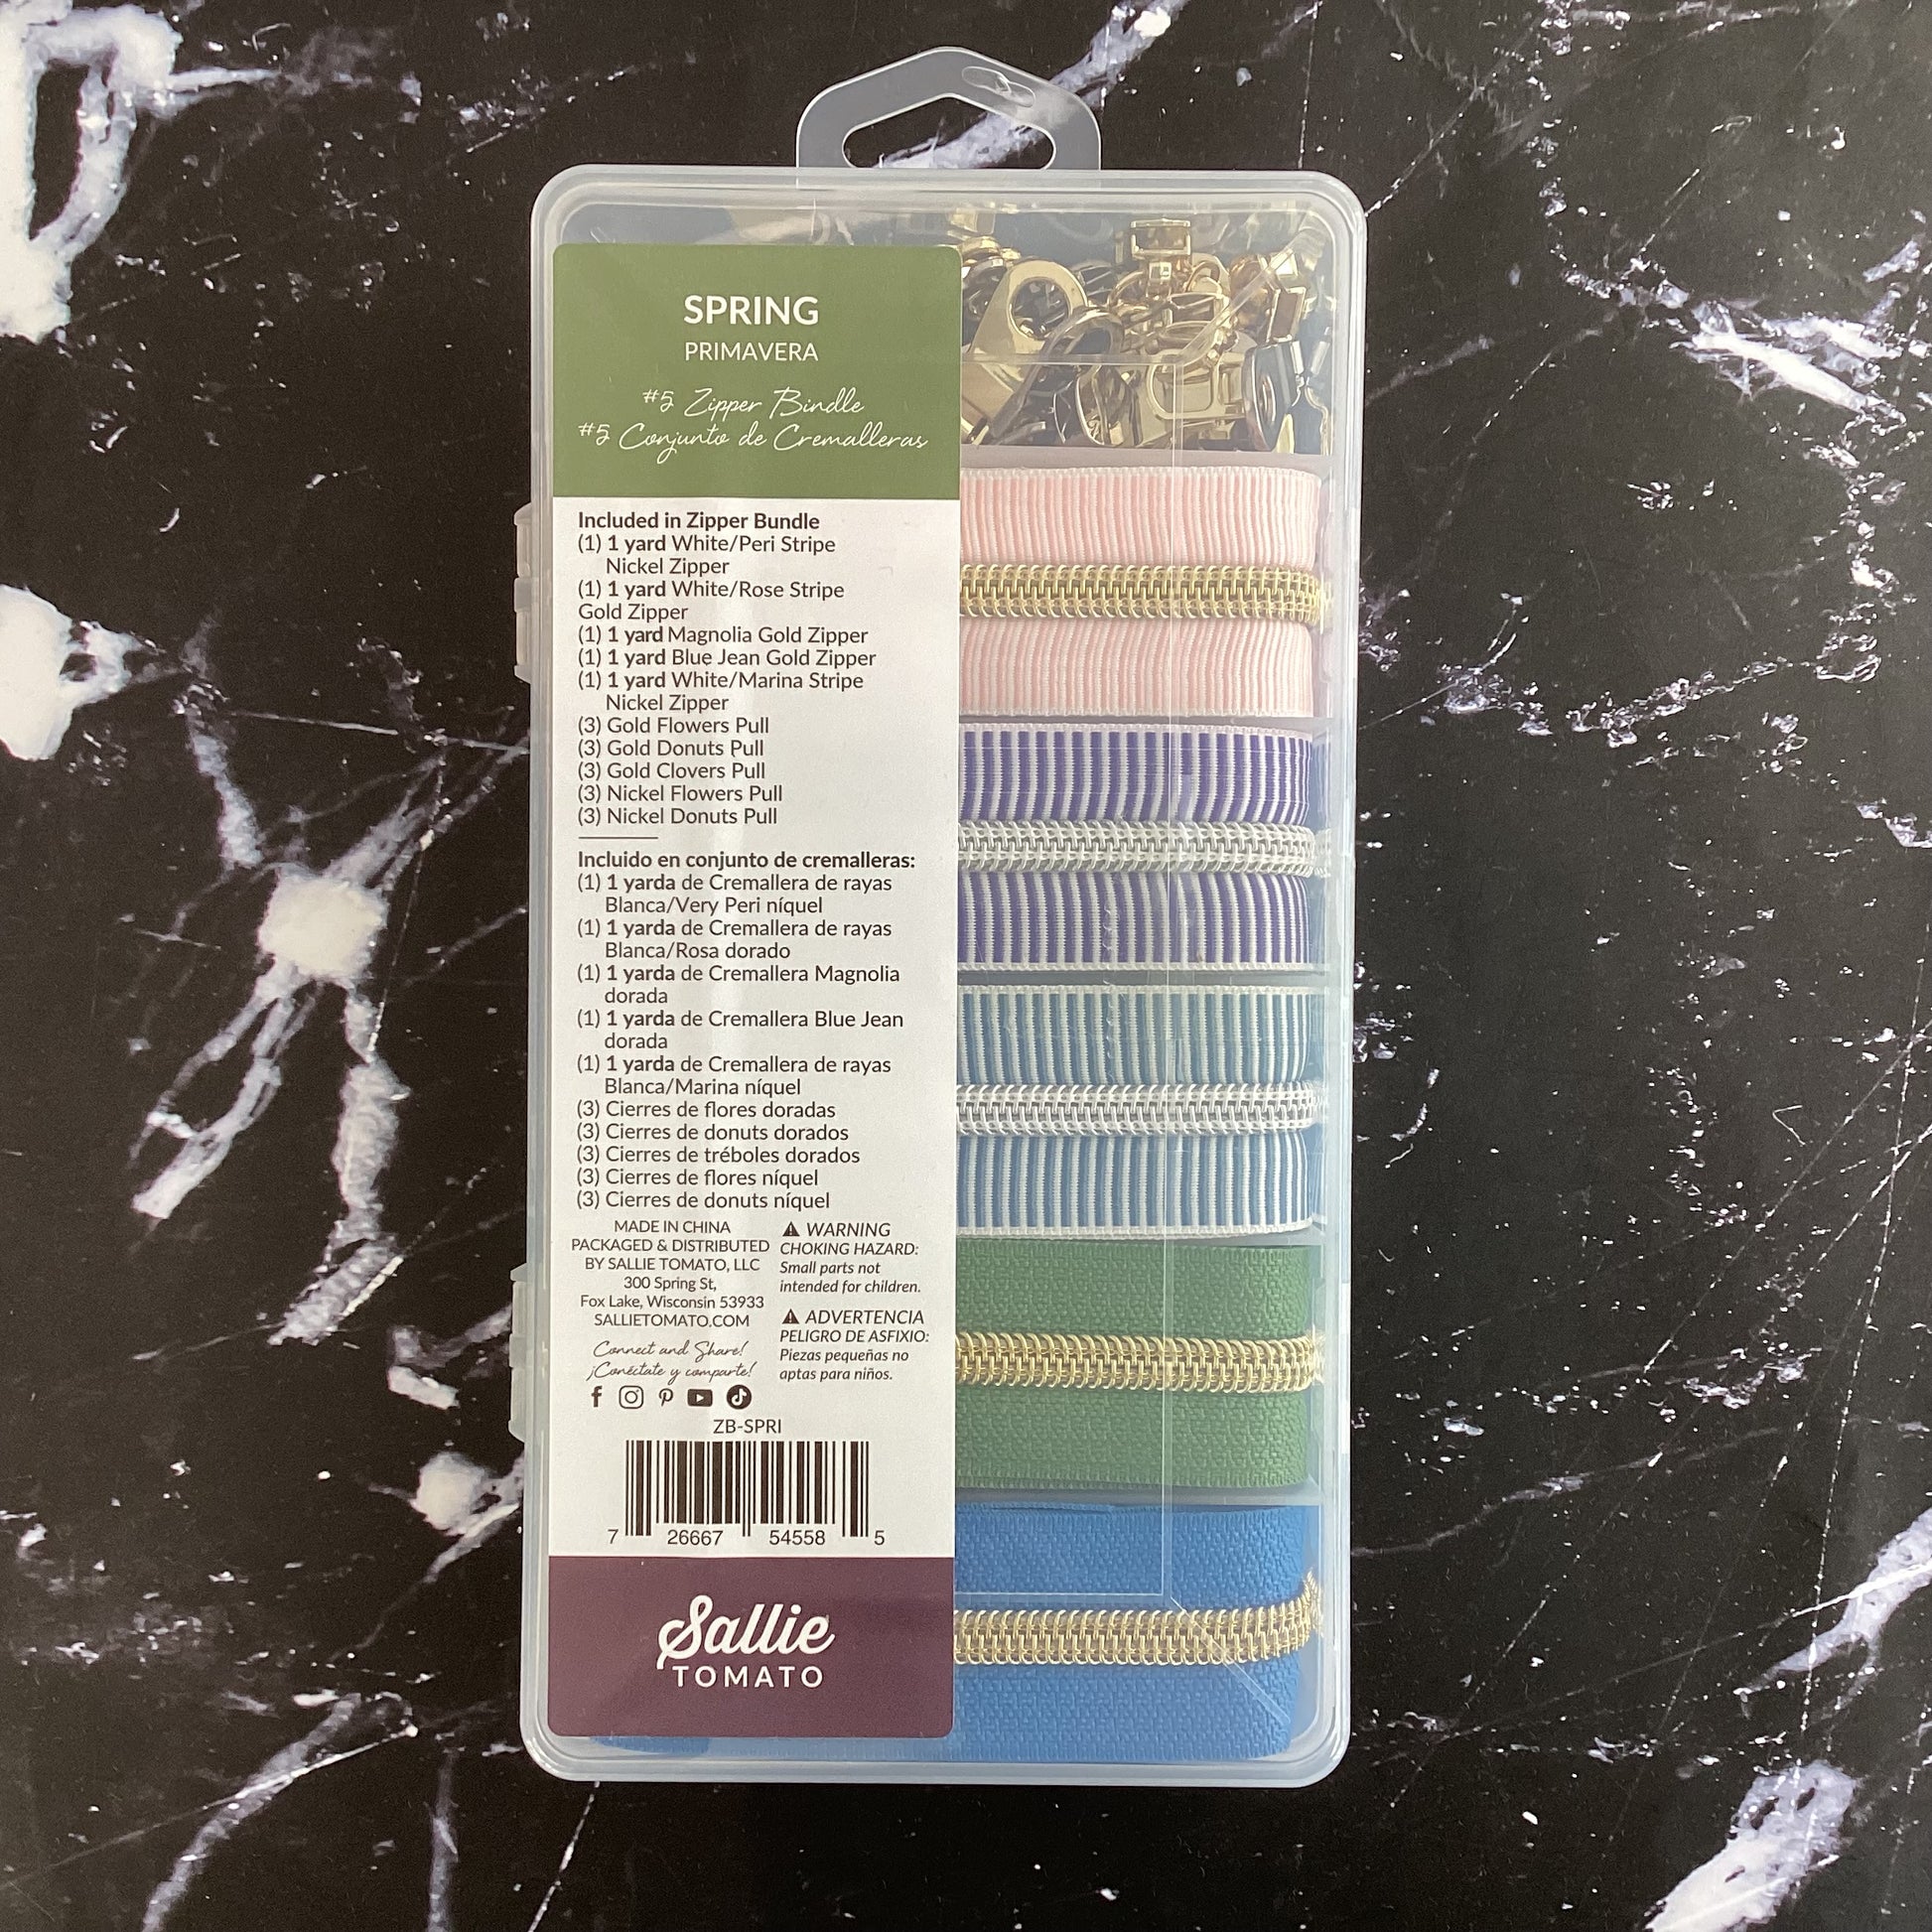 SPRING
PRIMAVERA
#5 Zipper Bindle
#5 Conjunto de Cremalleras
Included in Zipper Bundle
(1) 1 yard White/Peri Stripe
Nickel Zipper
(1) 1 yard White/Rose Stripe
Gold Zipper
(1) 1 yard Magnolia Gold Zipper
(1) 1 yard Blue Jean Gold Zipper
(1) 1 yard White/Marina Stripe
Nickel Zipper
(3) Gold Flowers Pull
(3) Gold Donuts Pull
(3) Gold Clovers Pull
(3) Nickel Flowers Pull
(3) Nickel Donuts Pull
Incluido en conjunto de cremalleras:
(1) 1 yarda de Cremallera de rayas
Blanca/Very Peri níquel
(1) 1 yarda de Cremallera de rayas
Blanca/Rosa dorado
(1) 1 yarda de Cremallera Magnolia
dorada
(1) 1 yarda de Cremallera Blue Jean
dorada
(1) 1 yarda de Cremallera de rayas
Blanca/Marina níquel
(3) Cierres de flores doradas
(3) Cierres de donuts dorados
(3) Cierres de tréboles dorados
(3) Cierres de flores níquel
(3) Cierres de donuts níquel
MADE IN CHINA
PACKAGED & DISTRIBUTED
BY SALLIE TOMATO, LLC
300 Spring St,
Fox Lake, Wisconsin 53933
SALLIETOMATO.COM
Connect and Share!
¡Conéctate y comparte!
⚠ WARNING
CHOKING HAZARD:
Small parts not
intended for children.
⚠ ADVERTENCIA
PELIGRO DE ASFIXIO:
Piezas pequeñas no
aptas para niños.
ZB-SPRI
7 26667 54558 5
Sallie
TOMATO